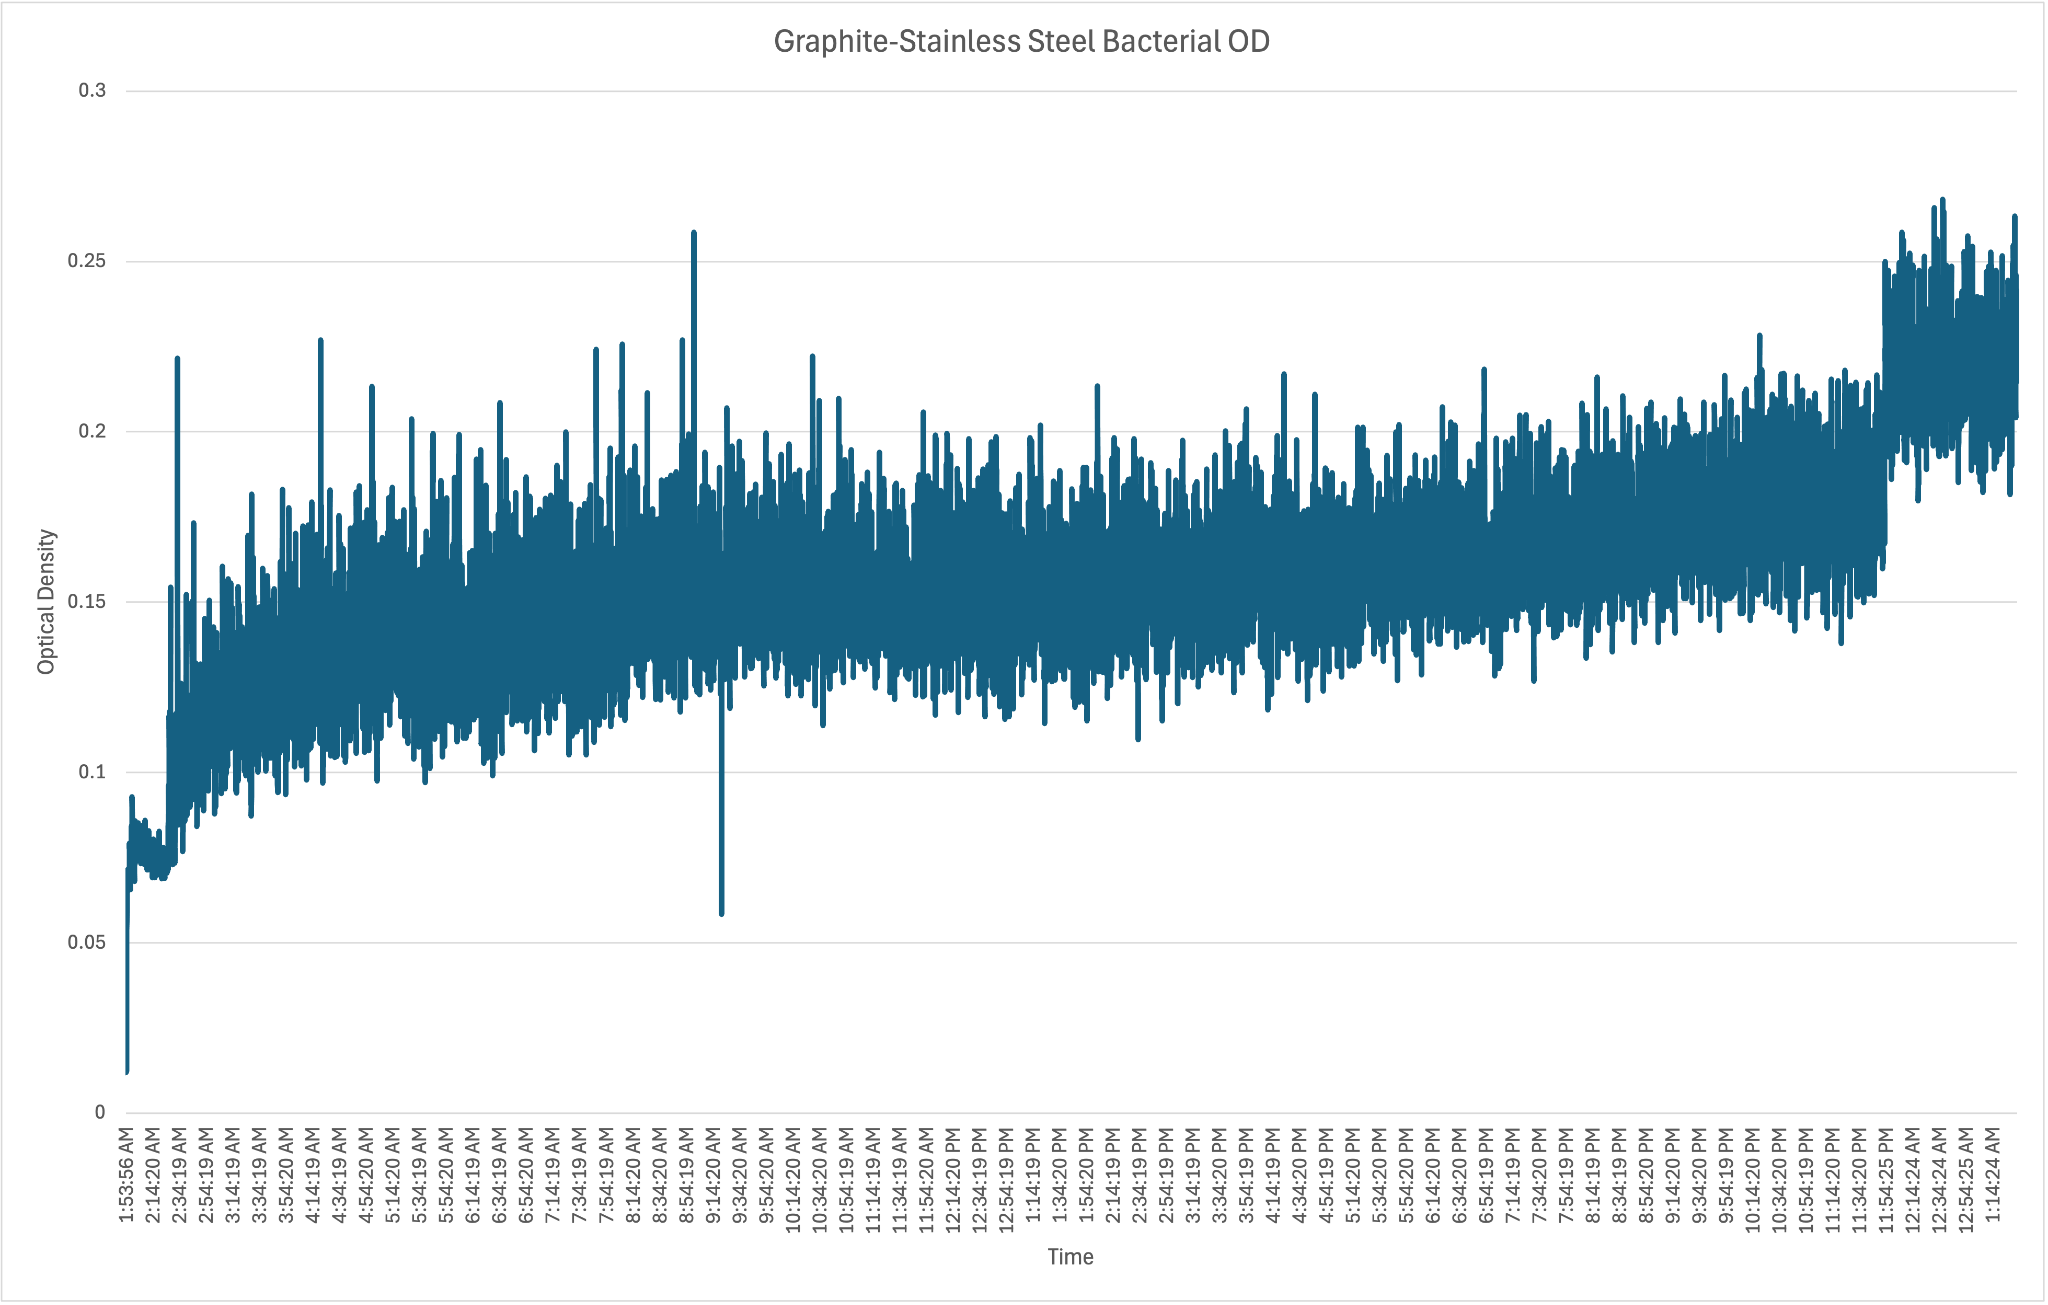 Graphite-Stainless Steel Bacterial OD
0.3
0.25
0.2
0.15
0.1
0.05
0
Optical Density
1:53:56 AM
2:14:20 AM
2:34:19 AM
2:54:19 AM
3:14:19 AM
3:34:19 AM
3:54:20 AM
4:14:19 AM
4:34:19 AM
4:54:20 AM
5:14:20 AM
5:34:19 AM
5:54:20 AM
6:14:19 AM
6:34:19 AM
6:54:20 AM
7:14:19 AM
7:34:19 AM
7:54:19 AM
8:14:20 AM
8:34:20 AM
8:54:19 AM
9:14:20 AM
9:34:20 AM
9:54:20 AM
10:14:20 AM
10:34:20 AM
10:54:19 AM
11:14:19 AM
11:34:19 AM
11:54:20 AM
12:14:20 PM
12:34:19 PM
12:54:19 PM
1:14:19 PM
1:34:20 PM
1:54:20 PM
2:14:19 PM
2:34:19 PM
2:54:19 PM
3:14:19 PM
3:34:20 PM
3:54:19 PM
4:14:19 PM
4:34:20 PM
4:54:19 PM
5:14:20 PM
5:34:20 PM
5:54:20 PM
6:14:20 PM
6:34:20 PM
6:54:19 PM
7:14:19 PM
7:34:20 PM
7:54:19 PM
8:14:19 PM
8:34:19 PM
8:54:20 PM
9:14:20 PM
9:34:20 PM
9:54:19 PM
10:14:20 PM
10:34:20 PM
10:54:19 PM
11:14:20 PM
11:34:20 PM
11:54:25 PM
12:14:24 AM
12:34:24 AM
12:54:25 AM
1:14:24 AM
Time